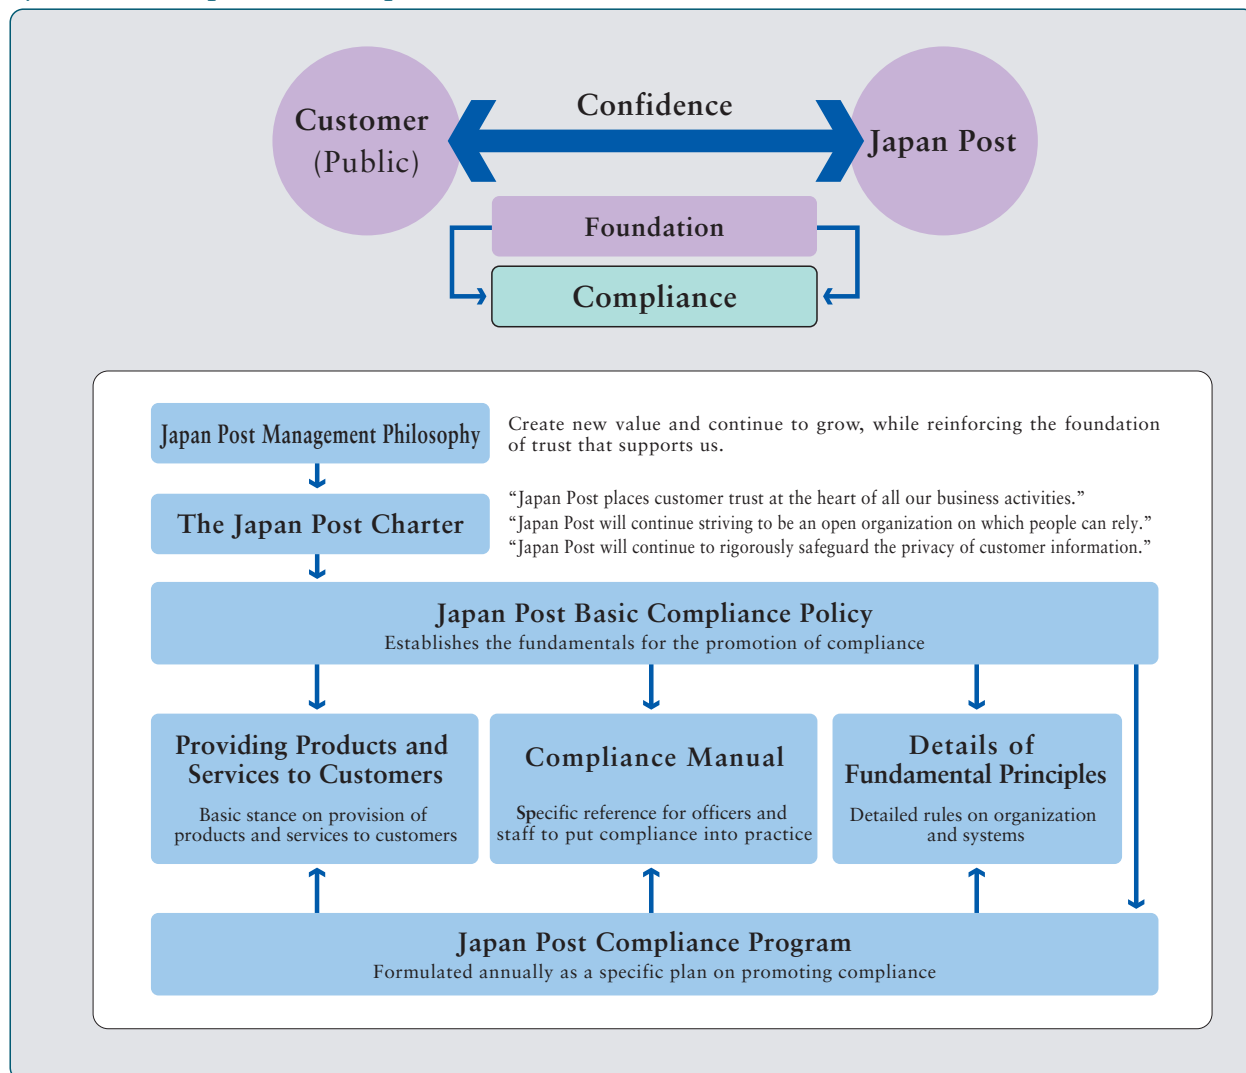 Confidence
Customer
(Public)
Japan Post
Foundation
Compliance
Japan Post Management Philosophy
Create new value and continue to grow, while reinforcing the foundation
of trust that supports us.
The Japan Post Charter
“Japan Post places customer trust at the heart of all our business activities.”
“Japan Post will continue striving to be an open organization on which people can rely.”
“Japan Post will continue to rigorously safeguard the privacy of customer information.”
Japan Post Basic Compliance Policy
Establishes the fundamentals for the promotion of compliance
Providing Products and
Services to Customers
Basic stance on provision of
products and services to customers
Compliance Manual
Specific reference for officers and
staff to put compliance into practice
Details of
Fundamental Principles
Detailed rules on organization
and systems
Japan Post Compliance Program
Formulated annually as a specific plan on promoting compliance